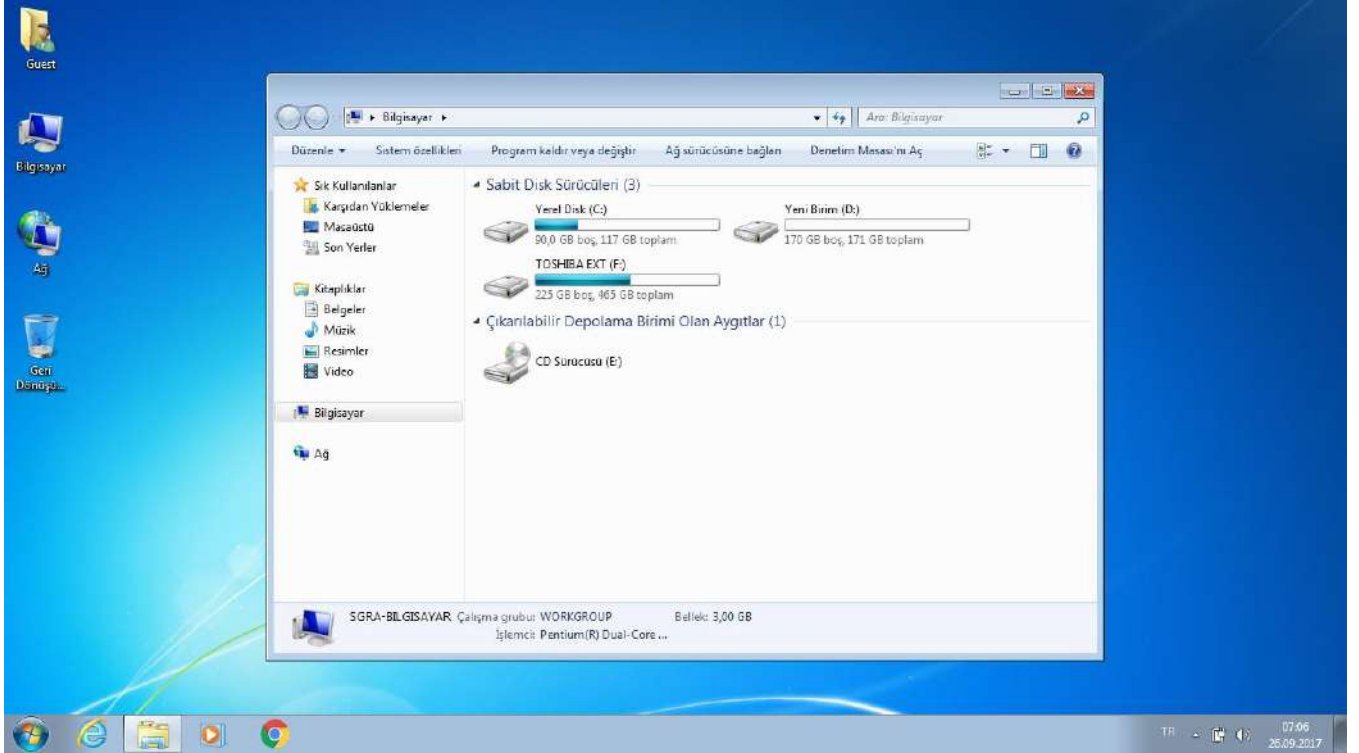 Guest
Bilgisayar
Ağ
Geri
Dönüşü...
Bilgisayar
Ara: Bilgisayar
Düzenle
Sistem özellikleri
Program kaldır veya değiştir
Ağ sürücüsüne bağlan
Denetim Masası'nı Aç
Sık Kullanılanlar
Karşıdan Yüklemeler
Masaüstü
Son Yerler
Kitaplıklar
Belgeler
Müzik
Resimler
Video
Bilgisayar
Ağ
Sabit Disk Sürücüleri (3)
Yerel Disk (C:)
90,0 GB boş, 117 GB toplam
Yeni Birim (D:)
170 GB boş, 171 GB toplam
TOSHIBA EXT (F:)
225 GB boş, 465 GB toplam
Çıkarılabilir Depolama Birimi Olan Aygıtlar (1)
CD Sürücüsü (E:)
SGRA-BILGISAYAR Çalışma grubu: WORKGROUP Bellek: 3,00 GB
İşlemci: Pentium(R) Dual-Core ...
TR
07:06
26.09.2017